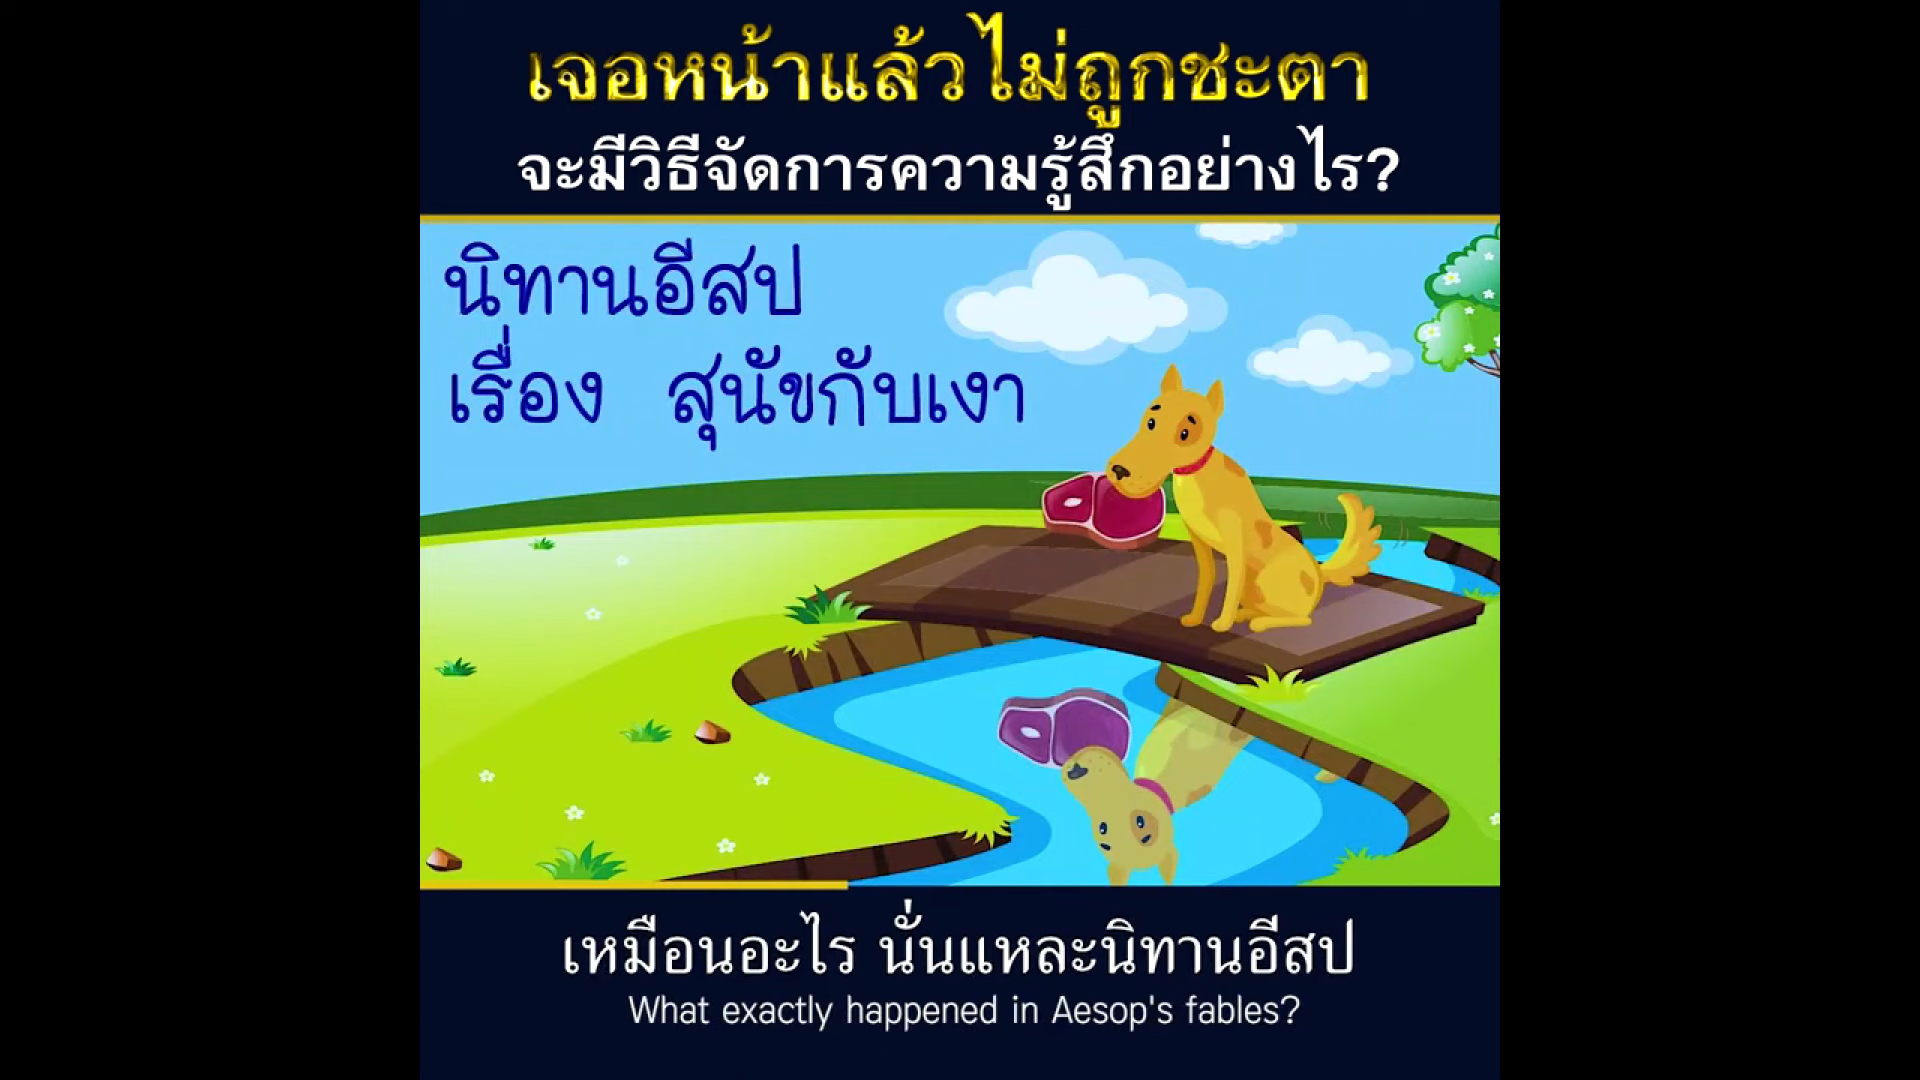 เจอหน้าแล้วไม่ถูกชะตา
จะมีวิธีจัดการความรู้สึกอย่างไร?
นิทานอีสป
เรื่อง สุนัขกับเงา
เหมือนอะไร นั่นแหละนิทานอีสป
What exactly happened in Aesop's fables?